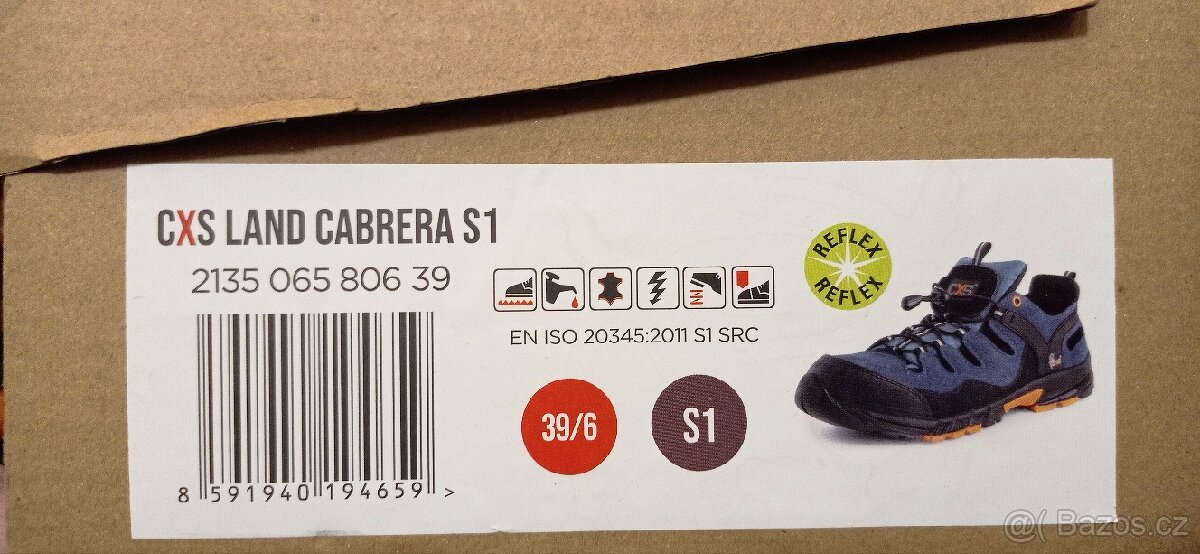 CXS LAND CABRERA S1
2135 065 806 39
EN ISO 20345:2011 S1 SRC
REFLEX
REFLEX
CXS
39/6
S1
8 591940 194659 >
@( Bazos.cz